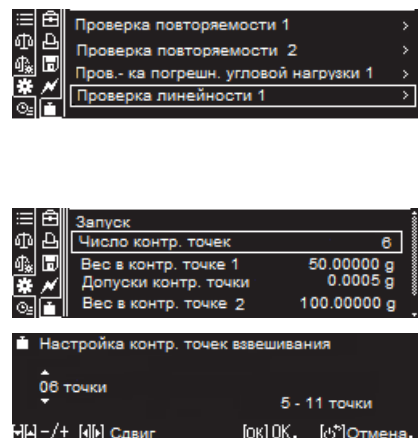 Проверка повторяемости 1 >
Проверка повторяемости 2 >
Пров.- ка погрешн. угловой нагрузки 1 >
Проверка линейности 1 >
Запуск
Число контр. точек 6
Вес в контр. точке 1 50.00000 g
Допуски контр. точки 0.0005 g
Вес в контр. точке 2 100.00000 g
Настройка контр. точек взвешивания
06 точки
5 - 11 точки
−/+ Сдвиг [OK]OK. Отмена.